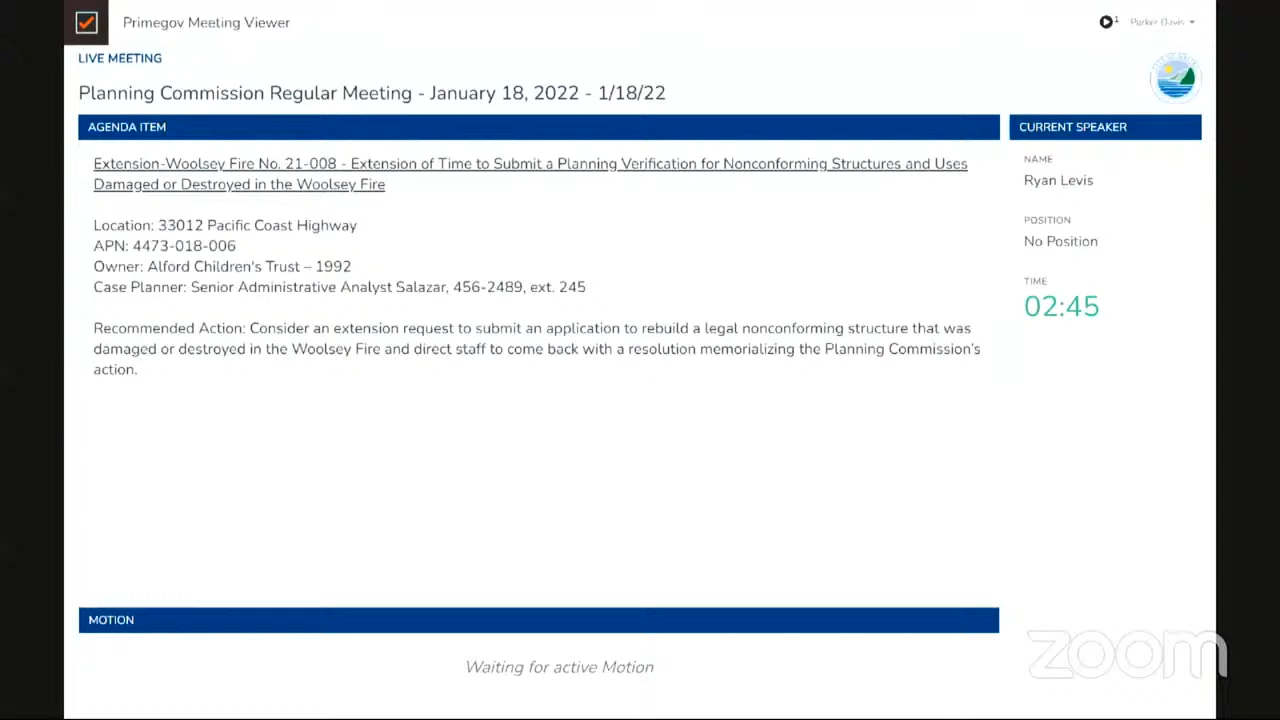 Primegov Meeting Viewer
1
Parker Davis
LIVE MEETING
Planning Commission Regular Meeting - January 18, 2022 - 1/18/22
AGENDA ITEM
CURRENT SPEAKER
Extension-Woolsey Fire No. 21-008 - Extension of Time to Submit a Planning Verification for Nonconforming Structures and Uses
Damaged or Destroyed in the Woolsey Fire
Location: 33012 Pacific Coast Highway
APN: 4473-018-006
Owner: Alford Children's Trust – 1992
Case Planner: Senior Administrative Analyst Salazar, 456-2489, ext. 245
Recommended Action: Consider an extension request to submit an application to rebuild a legal nonconforming structure that was
damaged or destroyed in the Woolsey Fire and direct staff to come back with a resolution memorializing the Planning Commission's
action.
NAME
Ryan Levis
POSITION
No Position
TIME
02:45
MOTION
Waiting for active Motion
zoom